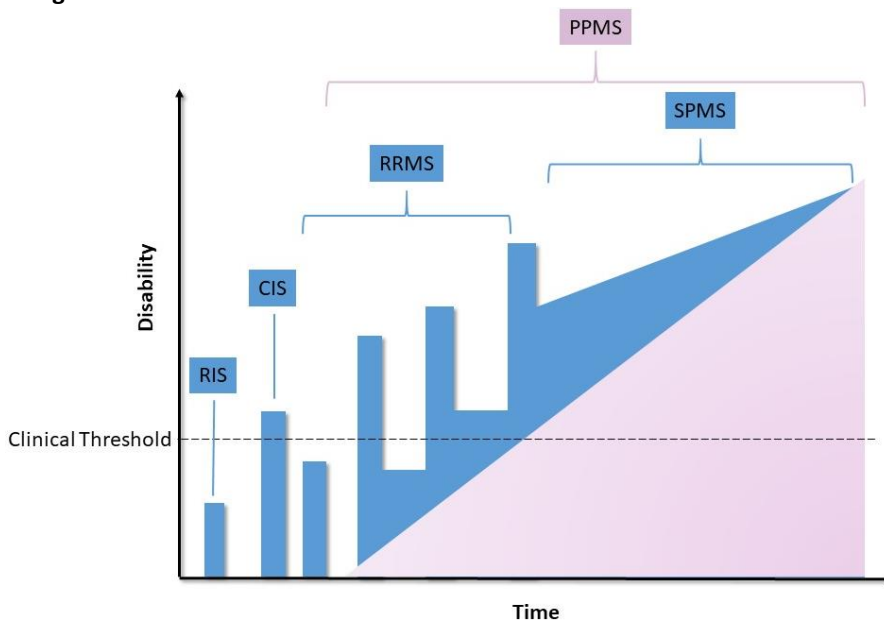 PPMS
SPMS
RRMS
CIS
RIS
Disability
Clinical Threshold
Time